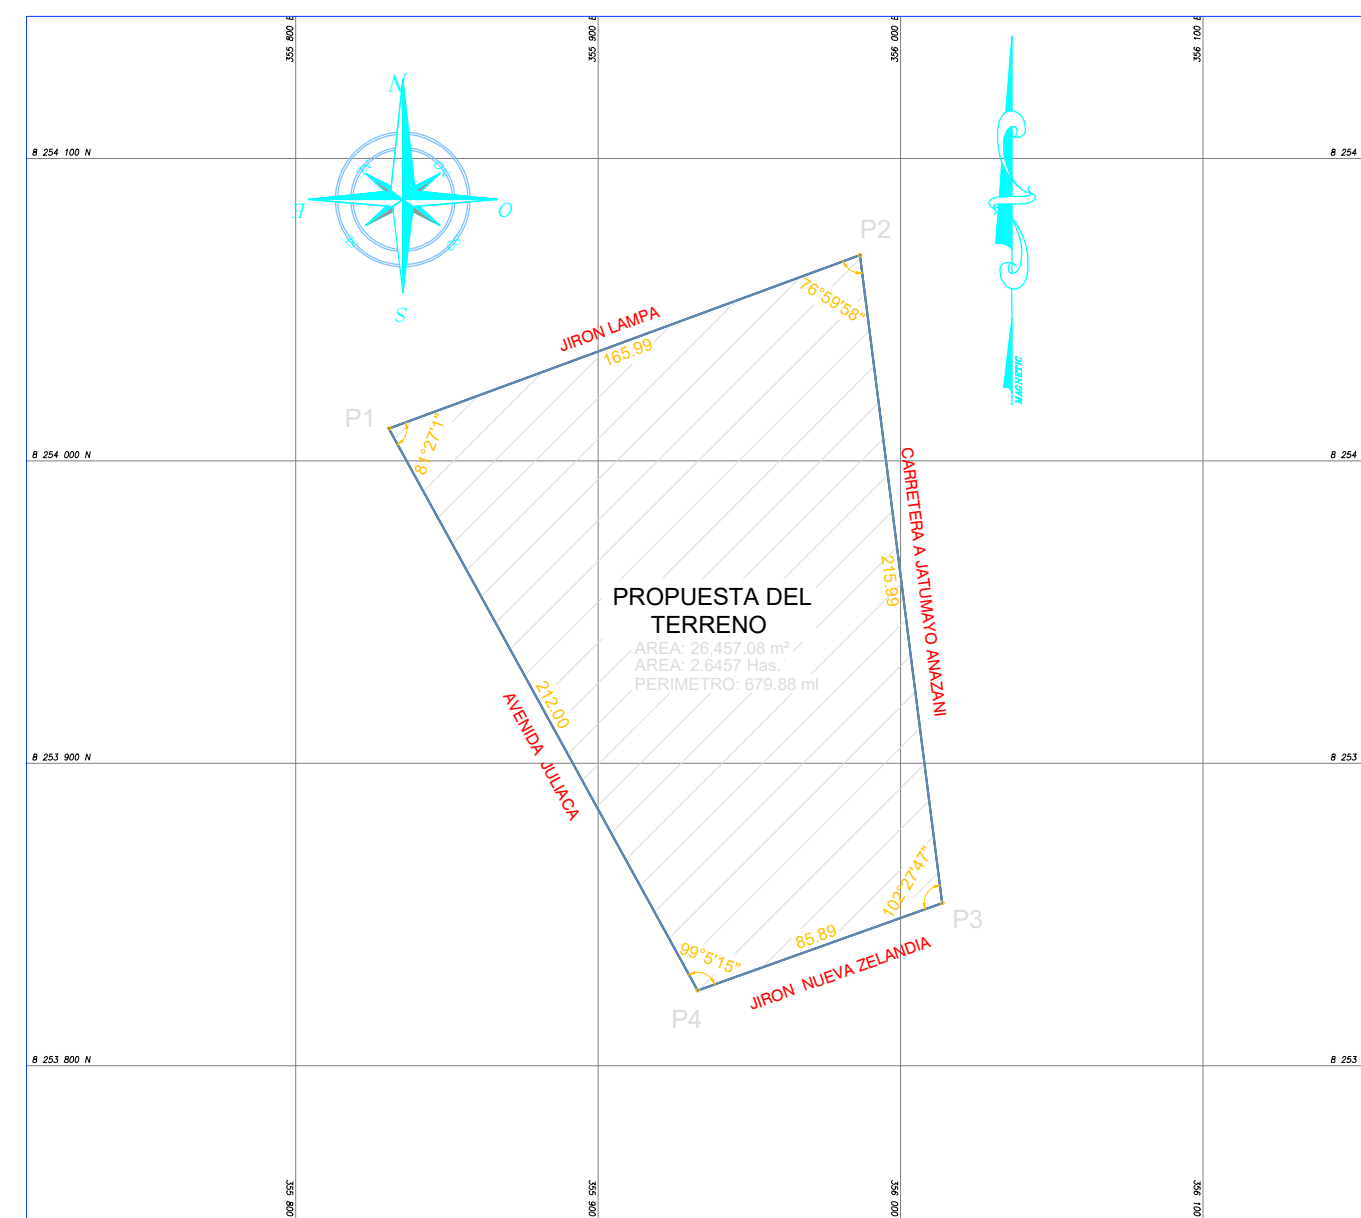 355 800 E
355 900 E
356 000 E
356 100 E
N
8 254 100 N
8 254
O
S
P2
76°59'58"
JIRON LAMPA
165.99
MAGNETIC
P1
81°27'1"
8 254 000 N
8 254
CARRETERA A JATUMAYO ANAZANI
215.99
PROPUESTA DEL
TERRENO
AREA: 26,457.08 m²
AREA: 2.6457 Has.
PERIMETRO: 679.88 ml
212.00
AVENIDA JULIACA
8 253 900 N
8 253
102°27'47"
P3
99°5'15"
85.89
JIRON NUEVA ZELANDIA
P4
8 253 800 N
8 253
355 800
355 900
356 000
356 100